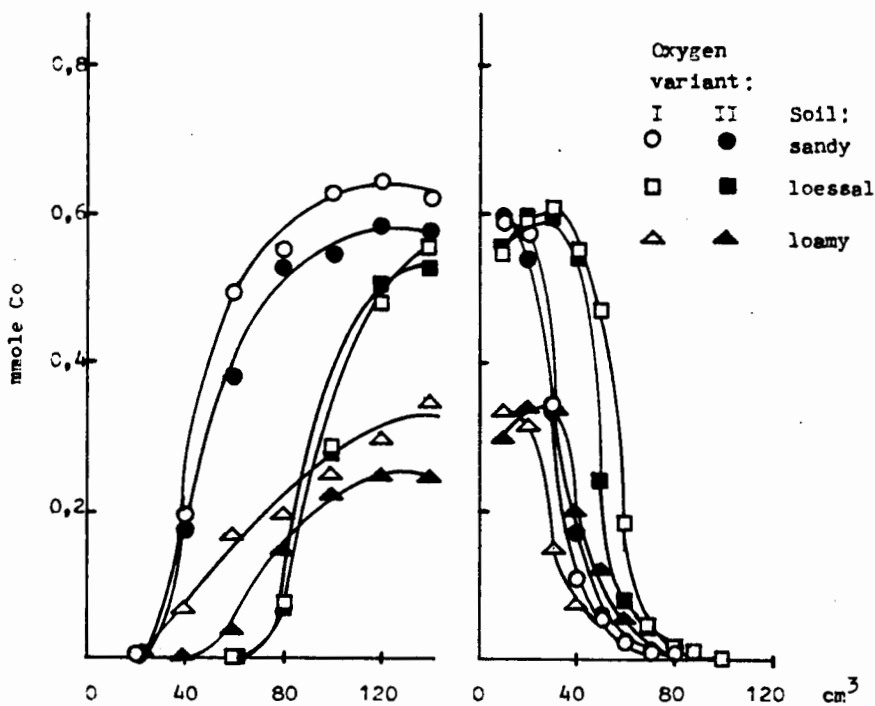 Oxygen
variant:
I II Soil:
sandy
loessal
loamy
0,8
0,6
0,4
0,2
mmole Co
0 40 80 120 0 40 80 120 cm³